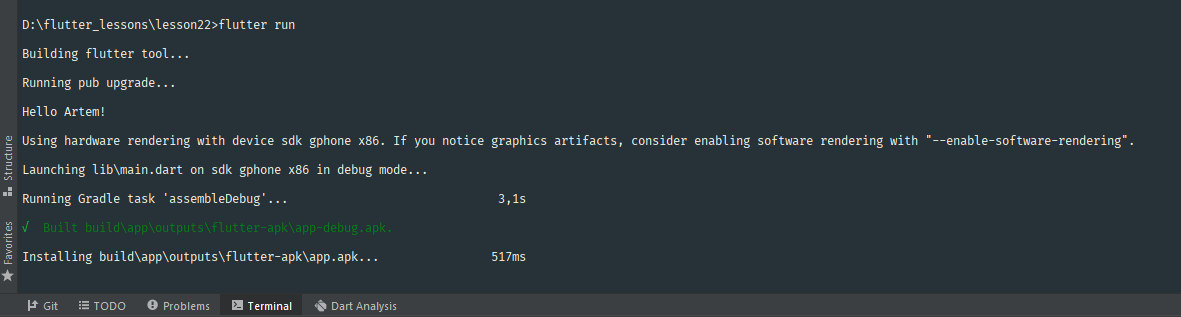 D:\flutter_lessons\lesson22>flutter run
Building flutter tool...
Running pub upgrade...
Hello Artem!
Using hardware rendering with device sdk gphone x86. If you notice graphics artifacts, consider enabling software rendering with "--enable-software-rendering".
Launching lib\main.dart on sdk gphone x86 in debug mode...
Running Gradle task 'assembleDebug'... 3,1s
√ Built build\app\outputs\flutter-apk\app-debug.apk.
Installing build\app\outputs\flutter-apk\app.apk... 517ms
Structure
Favorites
Git TODO Problems Terminal Dart Analysis